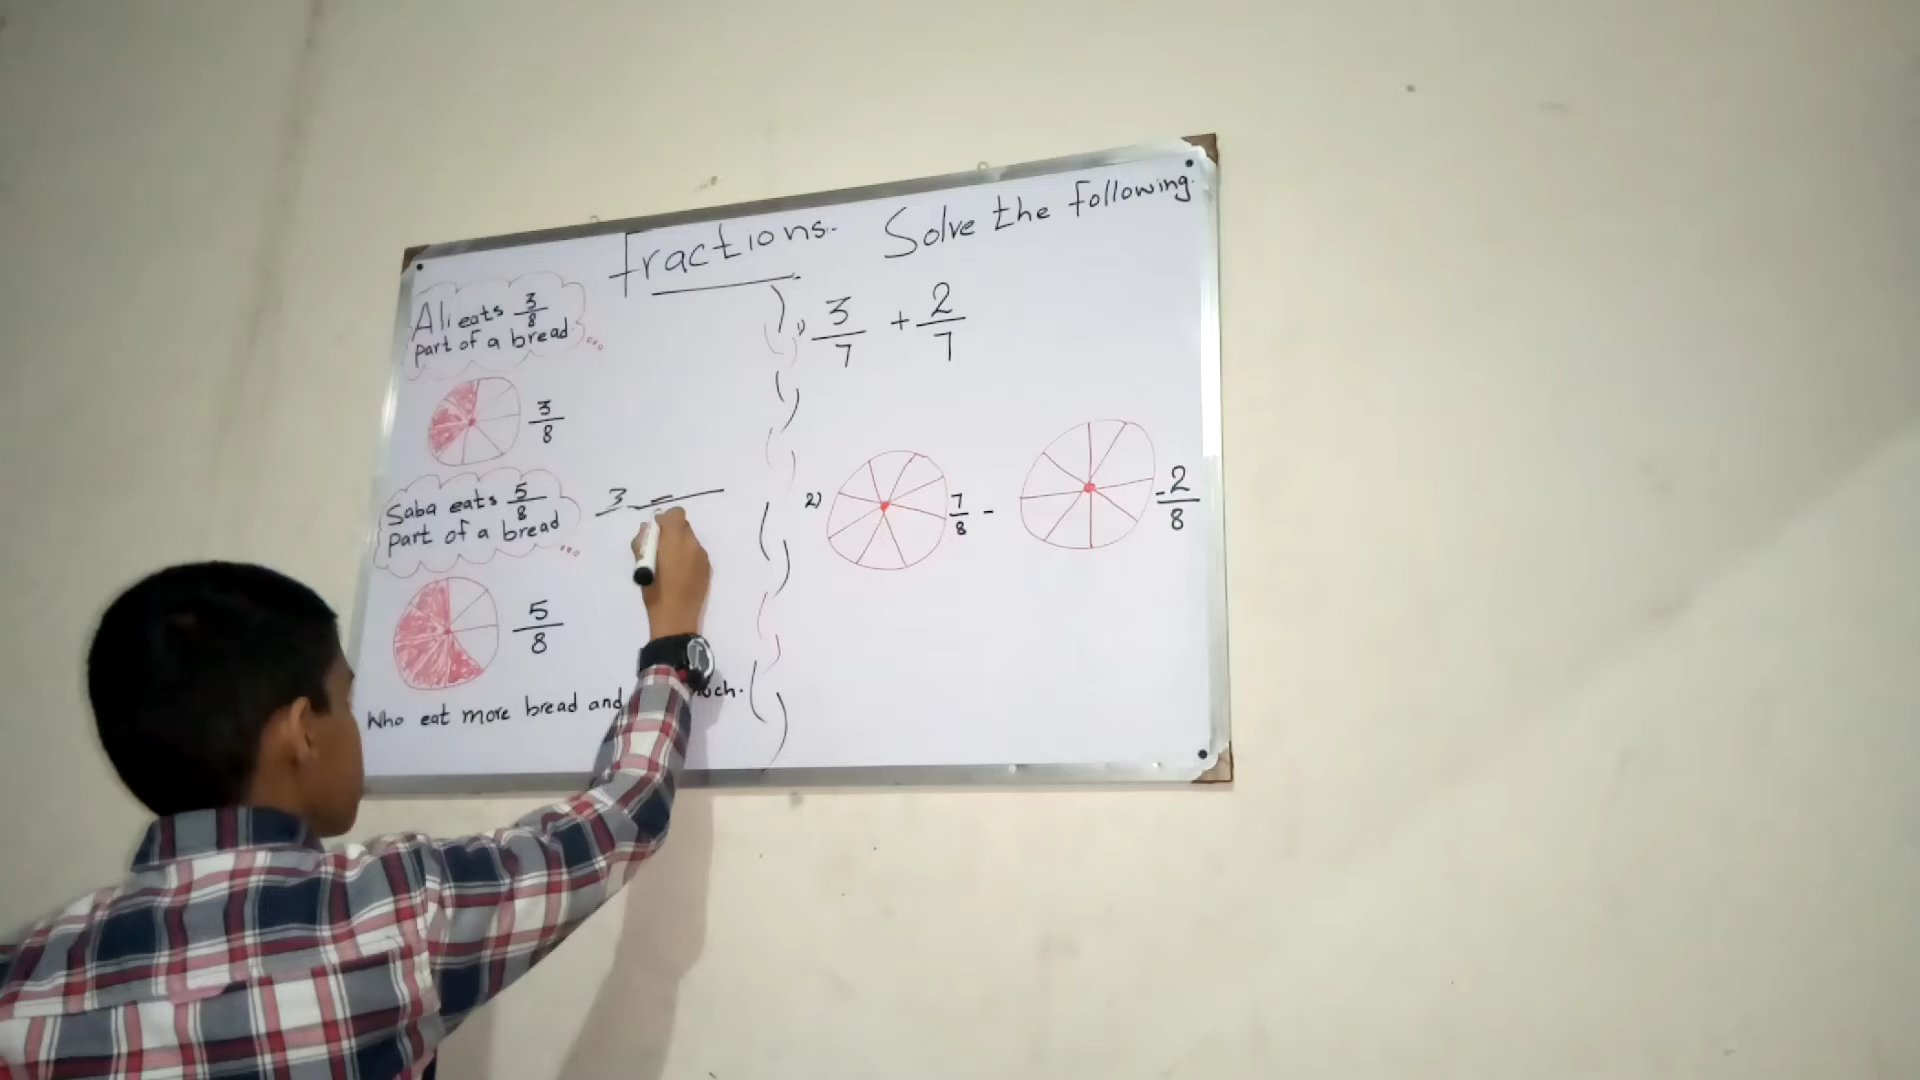 Fractions.
Solve the following.
Ali eats 3/8
part of a bread
3/8
Saba eats 5/8
part of a bread
5/8
3 -
Who eat more bread and
1) 3/7 + 2/7
2) 7/8 - 2/8